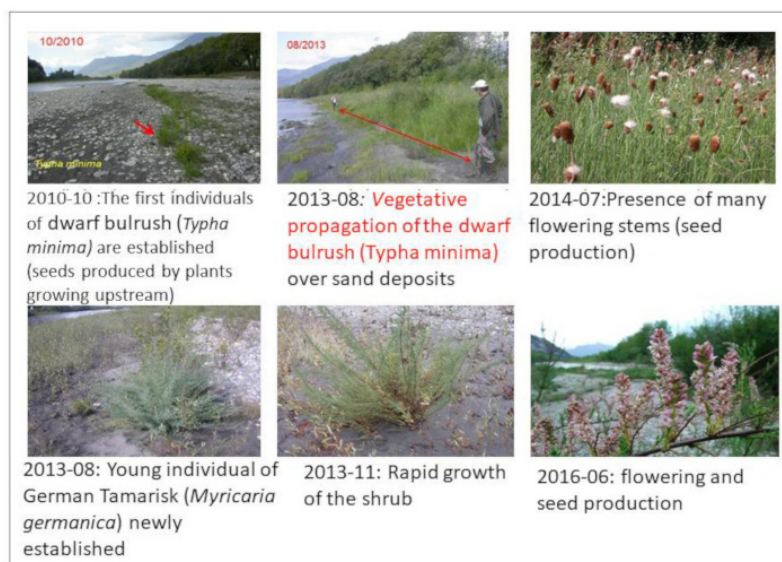 10/2010
Typha minima
08/2013
2010-10 :The first individuals
of dwarf bulrush (Typha
minima) are established
(seeds produced by plants
growing upstream)
2013-08: Vegetative
propagation of the dwarf
bulrush (Typha minima)
over sand deposits
2014-07:Presence of many
flowering stems (seed
production)
2013-08: Young individual of
German Tamarisk (Myricaria
germanica) newly
established
2013-11: Rapid growth
of the shrub
2016-06: flowering and
seed production